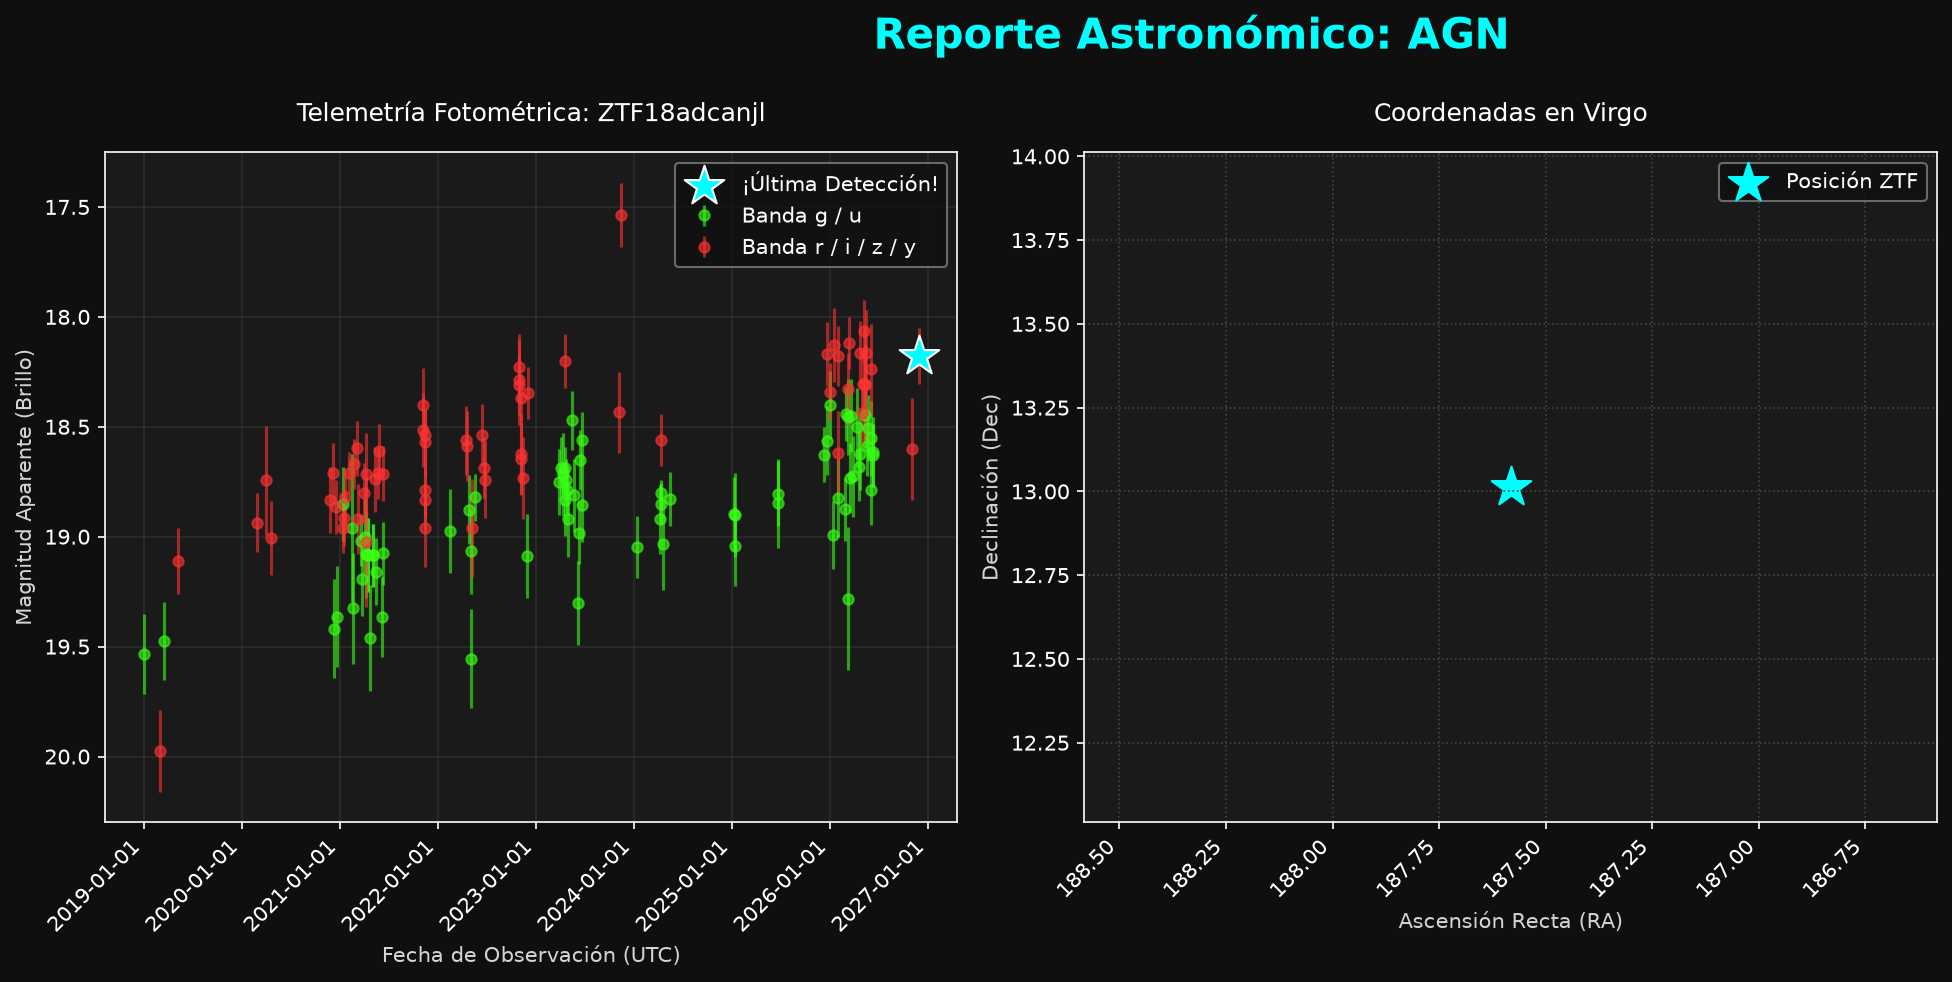 Reporte Astronómico: AGN
Telemetría Fotométrica: ZTF18adcanjl
¡Última Detección!
Banda g / u
Banda r / i / z / y
Magnitud Aparente (Brillo)
17.5
18.0
18.5
19.0
19.5
20.0
2019-01-01
2020-01-01
2021-01-01
2022-01-01
2023-01-01
2024-01-01
2025-01-01
2026-01-01
2027-01-01
Fecha de Observación (UTC)
Coordenadas en Virgo
Posición ZTF
Declinación (Dec)
14.00
13.75
13.50
13.25
13.00
12.75
12.50
12.25
188.50
188.25
188.00
187.75
187.50
187.25
187.00
186.75
Ascensión Recta (RA)